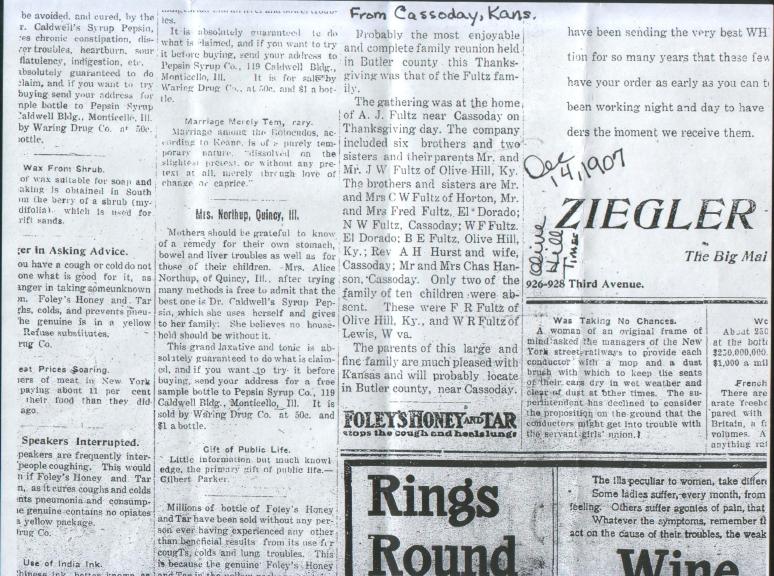 be avoided, and cured, by the
r. Caldwell's Syrup Pepsin,
es chronic constipation, dis-
er troubles, heartburn, sour
flatulency, indigestion, etc.
bsolutely guaranteed to do
claim, and if you want to try
buying send your address for
nple bottle to Pepsin Syrup
Caldwell Bldg., Monticello, Ill.
by Waring Drug Co. at 50c.
bottle.
Wax From Shrub.
of wax suitable for soap and
aking is obtained in South
om the berry of a shrub (my-
difolia), which is used for
rift sands.
er in Asking Advice.
ou have a cough or cold do not
one what is good for it, as
anger in taking some unknown
m. Foley's Honey and Tar
ghs, colds, and prevents pneu-
he genuine is in a yellow
Refuse substitutes.
rug Co.
eat Prices Soaring.
ners of meat in New York
paying about 11 per cent
their food than they did
ago.
Speakers Interrupted.
peakers are frequently inter-
people coughing. This would
n if Foley's Honey and Tar
n, as it cures coughs and colds
nts pneumonia and consump-
e genuine contains no opiates
a yellow package.
rug Co.
Use of India Ink.
les.
It is absolutely guaranteed to do
what is claimed, and if you want to try
it before buying, send your address to
Pepsin Syrup Co., 119 Caldwell Bldg.,
Monticello, Ill. It is for sale by
Waring Drug Co., at 50c. and $1 a bot-
tle.
Marriage Merely Temporary.
Marriage among the Botocudos, ac-
cording to Keane, is of a purely tem-
porary nature, "dissolved on the
slightest pretext, or without any pre-
text at all, merely through love of
change or caprice."
Mrs. Northup, Quincy, Ill.
Mothers should be grateful to know
of a remedy for their own stomach,
bowel and liver troubles as well as for
those of their children. Mrs. Alice
Northup, of Quincy, Ill., after trying
many methods is free to admit that the
best one is Dr. Caldwell's Syrup Pep-
sin, which she uses herself and gives
to her family. She believes no house-
hold should be without it.
This grand laxative and tonic is ab-
solutely guaranteed to do what is claim-
ed, and if you want to try it before
buying, send your address for a free
sample bottle to Pepsin Syrup Co., 119
Caldwell Bldg., Monticello, Ill. It is
sold by Waring Drug Co. at 50c. and
$1 a bottle.
Gift of Public Life.
Little information but much knowl-
edge, the primary gift of public life.—
Gilbert Parker.
Millions of bottle of Foley's Honey
and Tar have been sold without any per-
son ever having experienced any other
than beneficial results from its use for
coughs, colds and lung troubles. This
is because the genuine Foley's Honey
From Cassoday, Kans.
Probably the most enjoyable
and complete family reunion held
in Butler county this Thanks-
giving was that of the Fultz fam-
ily.
The gathering was at the home
of A. J. Fultz near Cassoday on
Thanksgiving day. The company
included six brothers and two
sisters and their parents Mr. and
Mr. J W Fultz of Olive Hill, Ky.
The brothers and sisters are Mr.
and Mrs C W Fultz of Horton, Mr.
and Mrs Fred Fultz, El Dorado;
N W Fultz, Cassoday; W F Fultz.
El Dorado; B E Fultz, Olive Hill,
Ky.; Rev A H Hurst and wife,
Cassoday; Mr and Mrs Chas Han-
son, Cassoday. Only two of the
family of ten children were ab-
sent. These were F R Fultz of
Olive Hill, Ky., and W R Fultz of
Lewis, W va.
The parents of this large and
fine family are much pleased with
Kansas and will probably locate
in Butler county, near Cassoday.
FOLEY'S HONEY AND TAR
stops the cough and heals lungs
have been sending the very best WH
tion for so many years that these few
have your order as early as you can t
been working night and day to have
ders the moment we receive them.
Dec 14, 1907
Olive Hill Times
ZIEGLER
The Big Mai
926-928 Third Avenue.
Was Taking No Chances.
A woman of an original frame of
mind asked the managers of the New
York street railways to provide each
conductor with a mop and a dust
brush with which to keep the seats
of their cars dry in wet weather and
clear of dust at other times. The su-
perintendent has declined to consider
the proposition on the ground that the
conductors might get into trouble with
the servant girls' union.
Wo
About $50
at the bott
$250,000,000
$1,000 a mil
French
There are
arate
pared with
Britain, a f
volumes. A
anything
Rings
Round
The ills peculiar to women, take differe
Some ladies suffer, every month, from
feeling. Others suffer agonies of pain, that
Whatever the symptoms, remember th
act on the cause of their troubles, the weak
Wine